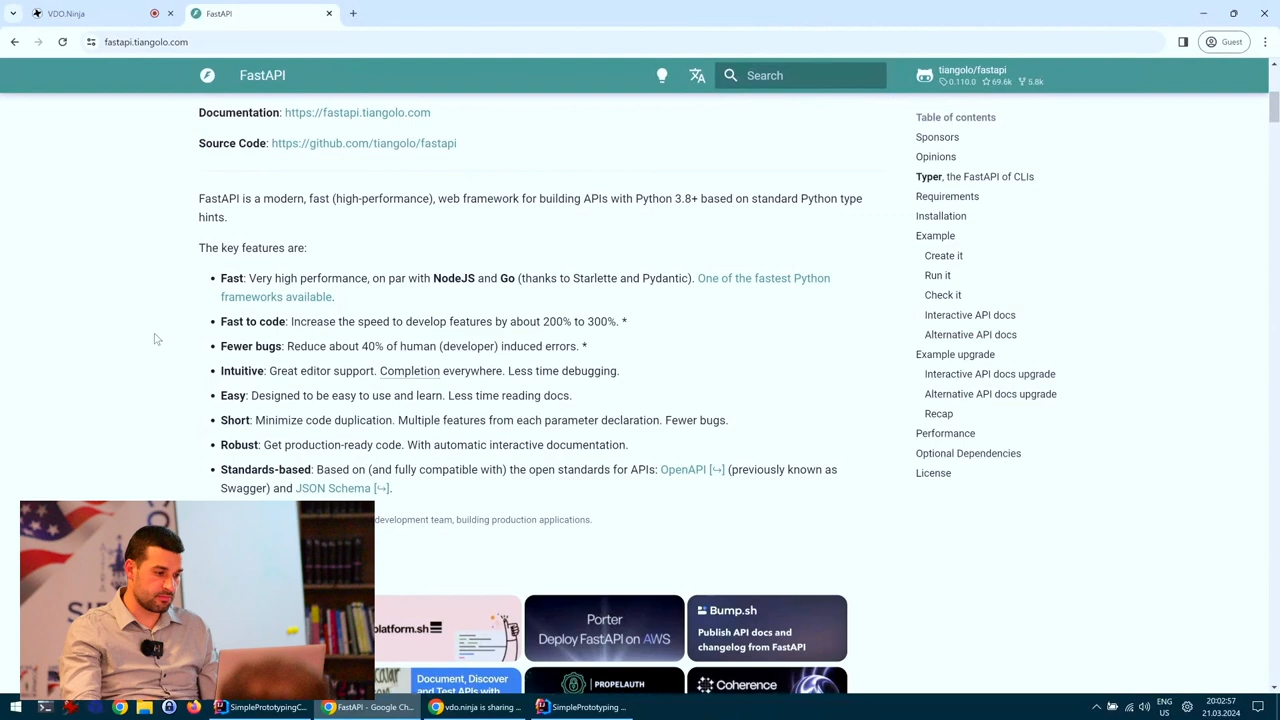 VDO.Ninja
FastAPI
fastapi.tiangolo.com
Guest
FastAPI
Search
tiangolo/fastapi
0.110.0 69.6k 5.8k
Documentation: https://fastapi.tiangolo.com
Source Code: https://github.com/tiangolo/fastapi
FastAPI is a modern, fast (high-performance), web framework for building APIs with Python 3.8+ based on standard Python type
hints.
The key features are:
• Fast: Very high performance, on par with NodeJS and Go (thanks to Starlette and Pydantic). One of the fastest Python
frameworks available.
• Fast to code: Increase the speed to develop features by about 200% to 300%. *
• Fewer bugs: Reduce about 40% of human (developer) induced errors. *
• Intuitive: Great editor support. Completion everywhere. Less time debugging.
• Easy: Designed to be easy to use and learn. Less time reading docs.
• Short: Minimize code duplication. Multiple features from each parameter declaration. Fewer bugs.
• Robust: Get production-ready code. With automatic interactive documentation.
• Standards-based: Based on (and fully compatible with) the open standards for APIs: OpenAPI [↪] (previously known as
Swagger) and JSON Schema [↪].
development team, building production applications.
Table of contents
Sponsors
Opinions
Typer, the FastAPI of CLIs
Requirements
Installation
Example
Create it
Run it
Check it
Interactive API docs
Alternative API docs
Example upgrade
Interactive API docs upgrade
Alternative API docs upgrade
Recap
Performance
Optional Dependencies
License
platform.sh
Porter
Deploy FastAPI on AWS
Bump.sh
Publish API docs and
changelog from FastAPI
Document, Discover
and Test APIs with
PROPELAUTH
Coherence
SimplePrototypingC...
FastAPI - Google Ch...
vdo.ninja is sharing ...
SimplePrototyping ...
ENG
US
20:02:57
21.03.2024